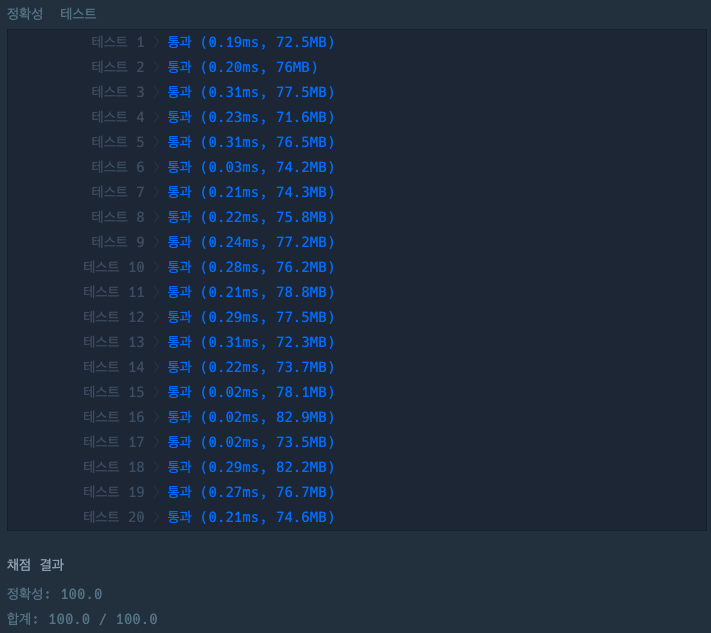 정확성 테스트
테스트 1 > 통과 (0.19ms, 72.5MB)
테스트 2 > 통과 (0.20ms, 76MB)
테스트 3 > 통과 (0.31ms, 77.5MB)
테스트 4 > 통과 (0.23ms, 71.6MB)
테스트 5 > 통과 (0.31ms, 76.5MB)
테스트 6 > 통과 (0.03ms, 74.2MB)
테스트 7 > 통과 (0.21ms, 74.3MB)
테스트 8 > 통과 (0.22ms, 75.8MB)
테스트 9 > 통과 (0.24ms, 77.2MB)
테스트 10 > 통과 (0.28ms, 76.2MB)
테스트 11 > 통과 (0.21ms, 78.8MB)
테스트 12 > 통과 (0.29ms, 77.5MB)
테스트 13 > 통과 (0.31ms, 72.3MB)
테스트 14 > 통과 (0.22ms, 73.7MB)
테스트 15 > 통과 (0.02ms, 78.1MB)
테스트 16 > 통과 (0.02ms, 82.9MB)
테스트 17 > 통과 (0.02ms, 73.5MB)
테스트 18 > 통과 (0.29ms, 82.2MB)
테스트 19 > 통과 (0.27ms, 76.7MB)
테스트 20 > 통과 (0.21ms, 74.6MB)
채점 결과
정확성: 100.0
합계: 100.0 / 100.0